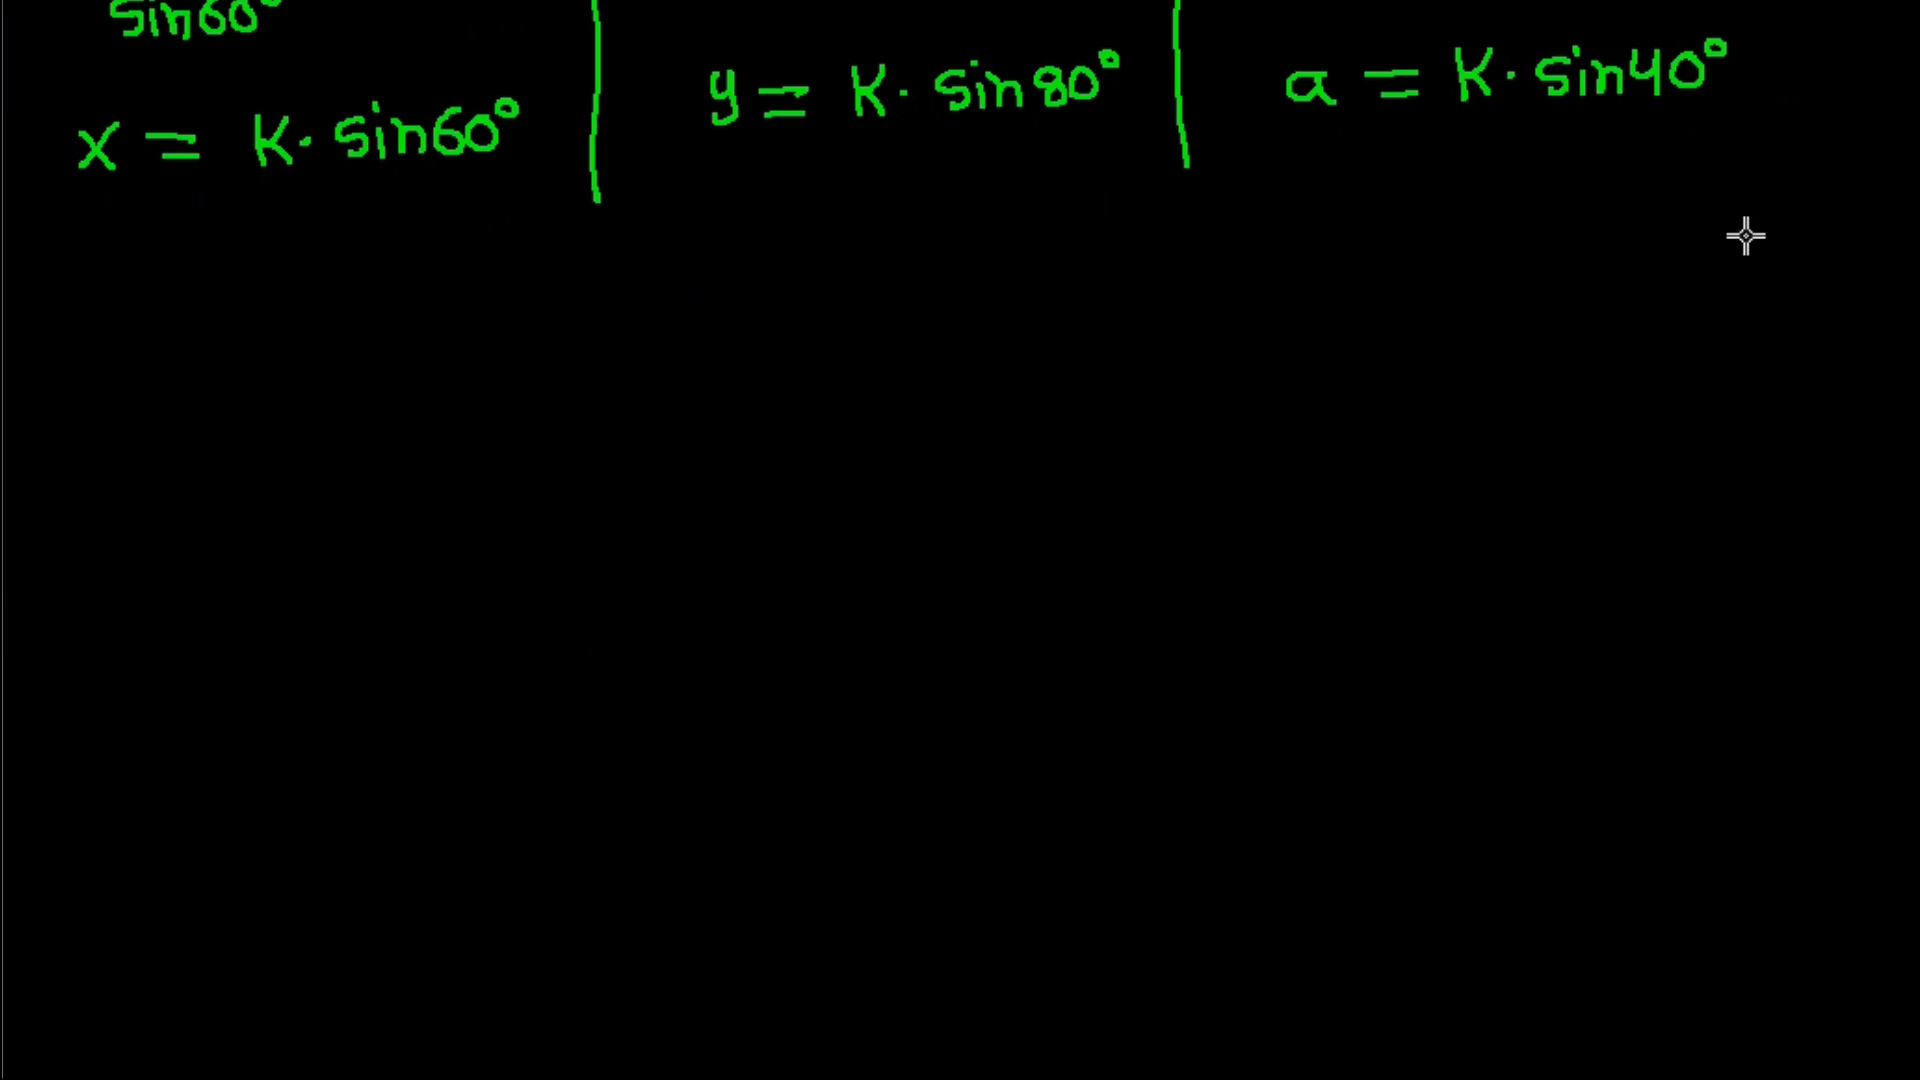 sin60°
x = K· sin60°
y = K· sin80°
a = K· sin40°